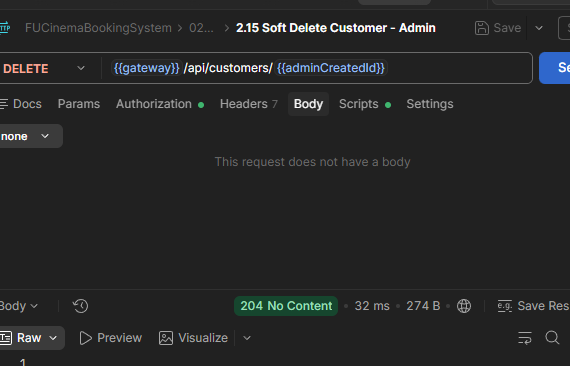 FUCinemaBookingSystem > 02... > 2.15 Soft Delete Customer - Admin Save
DELETE {{gateway}} /api/customers/ {{adminCreatedId}}
Docs Params Authorization Headers 7 Body Scripts Settings
none
This request does not have a body
Body 204 No Content • 32 ms • 274 B e.g. Save Res
Raw Preview Visualize
1